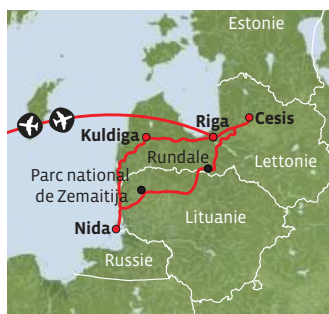 Estonie
Riga
Cesis
Kuldiga
Rundale
Lettonie
Parc national
de Zemaitija
Lituanie
Nida
Russie